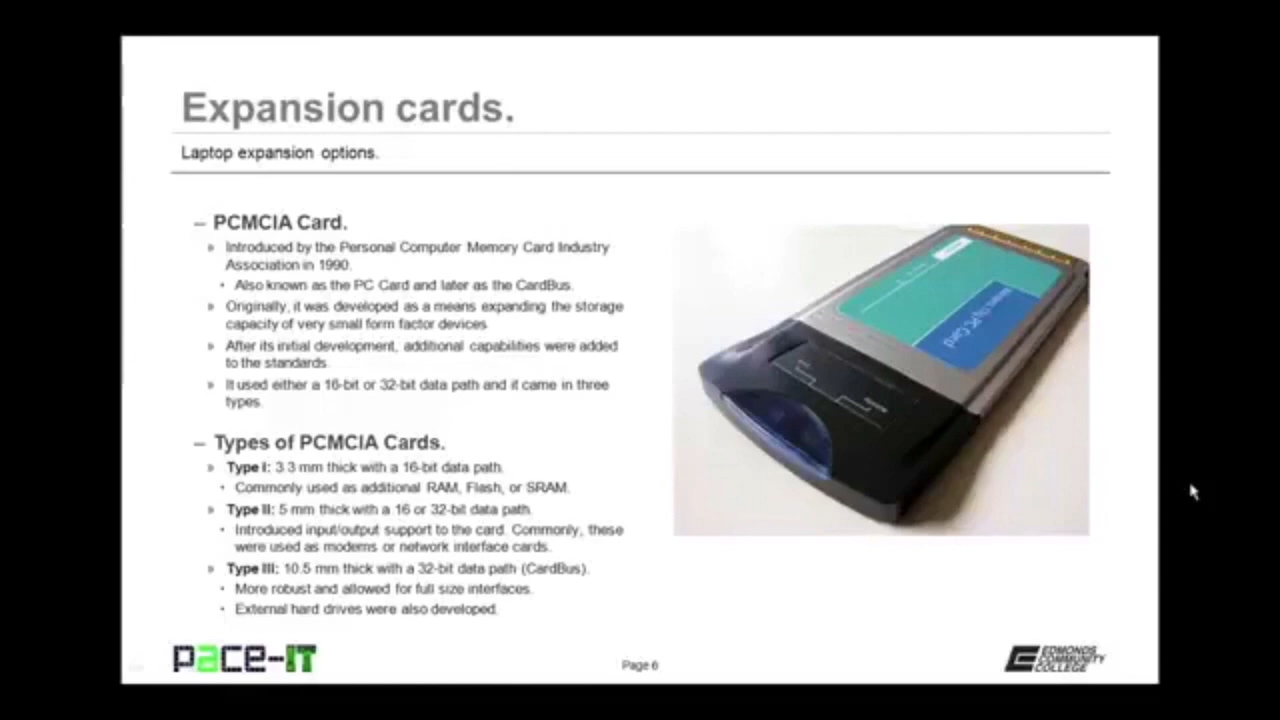 Expansion cards.
Laptop expansion options.
– PCMCIA Card.
» Introduced by the Personal Computer Memory Card Industry
Association in 1990.
• Also known as the PC Card and later as the CardBus.
» Originally, it was developed as a means expanding the storage
capacity of very small form factor devices.
» After its initial development, additional capabilities were added
to the standards.
» It used either a 16-bit or 32-bit data path and it came in three
types.
– Types of PCMCIA Cards.
» Type I: 3.3 mm thick with a 16-bit data path.
• Commonly used as additional RAM, Flash, or SRAM.
» Type II: 5 mm thick with a 16 or 32-bit data path.
• Introduced input/output support to the card. Commonly, these
were used as modems or network interface cards.
» Type III: 10.5 mm thick with a 32-bit data path (CardBus).
• More robust and allowed for full size interfaces.
• External hard drives were also developed.
PC Card
pace-IT
Page 6
EDMONDS
COMMUNITY
COLLEGE